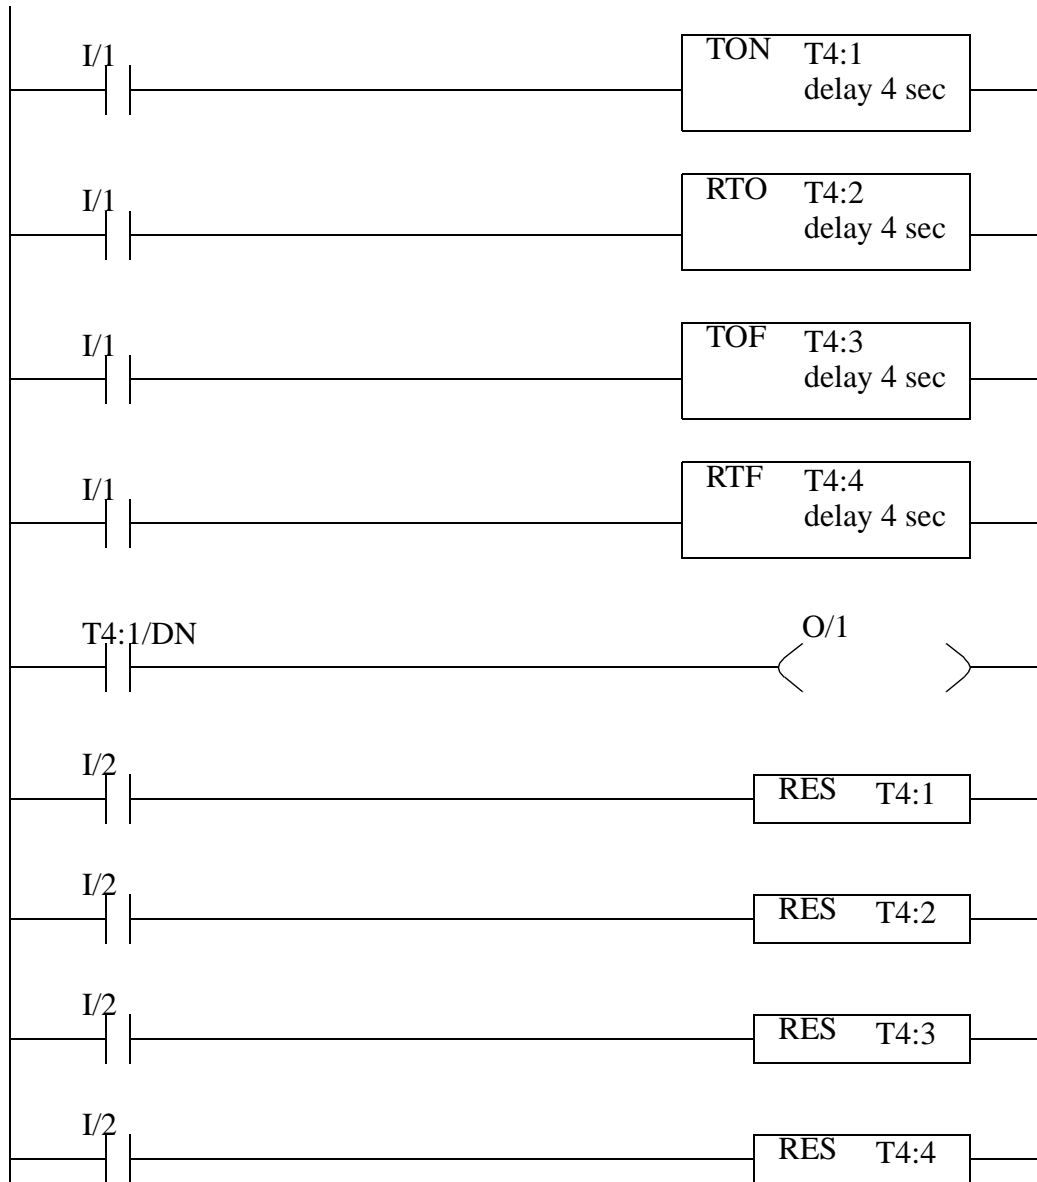 I/1
TON T4:1
delay 4 sec
I/1
RTO T4:2
delay 4 sec
I/1
TOF T4:3
delay 4 sec
I/1
RTF T4:4
delay 4 sec
T4:1/DN O/1
I/2
RES T4:1
I/2
RES T4:2
I/2
RES T4:3
I/2
RES T4:4